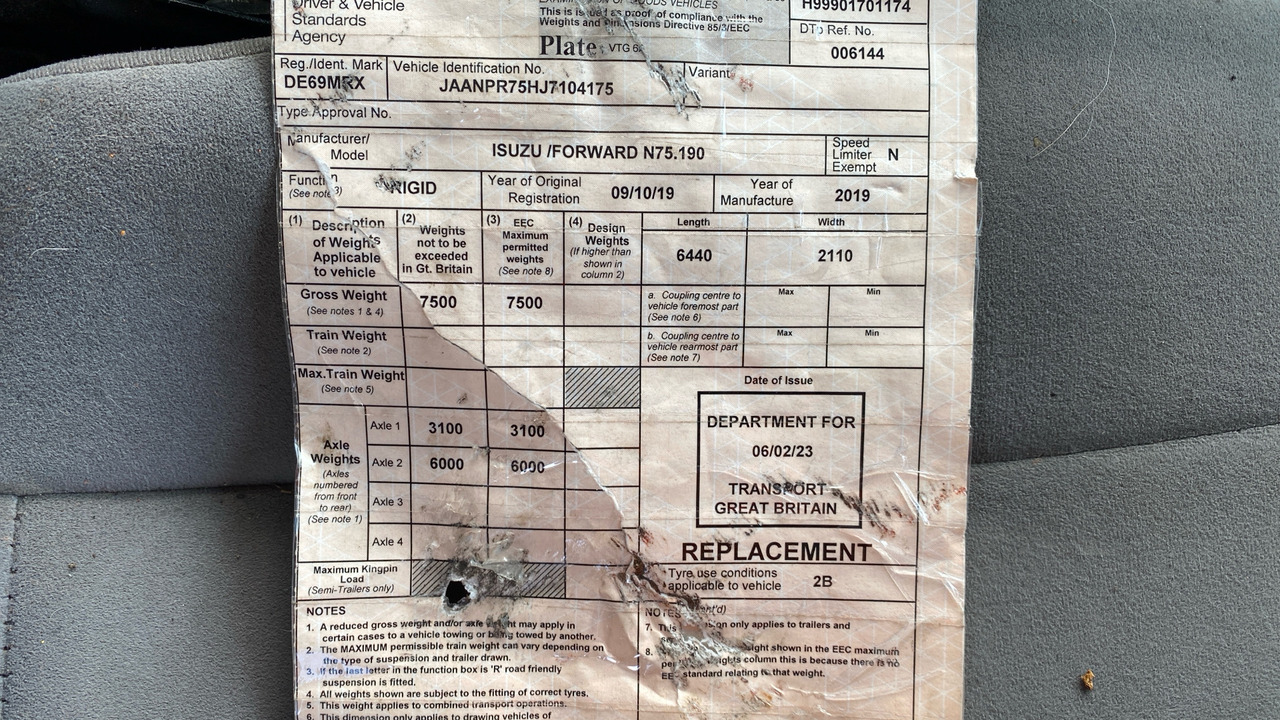 Driver & Vehicle
Standards
Agency
OF GOODS VEHICLES
This is issued as proof of compliance with the
Weights and Dimensions Directive 85/3/EEC
Plate VTG 6
H99901701174
DTp Ref. No.
006144
Reg./Ident. Mark
DE69MRX
Vehicle Identification No.
JAANPR75HJ7104175
Variant
Type Approval No.
Manufacturer/
Model
ISUZU /FORWARD N75.190
Speed
Limiter
Exempt
N
Function
(See note 3)
RIGID
Year of Original
Registration
09/10/19
Year of
Manufacture
2019
(1) Description
of Weights
Applicable
to vehicle
(2)
Weights
not to be
exceeded
in Gt. Britain
(3) EEC
Maximum
permitted
weights
(See note 8)
(4) Design
Weights
(If higher than
shown in
column 2)
Length
6440
Width
2110
Gross Weight
(See notes 1 & 4)
7500
7500
a. Coupling centre to
vehicle foremost part
(See note 6)
Max
Min
Train Weight
(See note 2)
b. Coupling centre to
vehicle rearmost part
(See note 7)
Max
Min
Max.Train Weight
(See note 5)
Date of Issue
DEPARTMENT FOR
06/02/23
TRANSPORT
GREAT BRITAIN
Axle
Weights
(Axles
numbered
from front
to rear)
(See note 1)
Axle 1
3100
3100
Axle 2
6000
6000
Axle 3
Axle 4
REPLACEMENT
Maximum Kingpin
Load
(Semi-Trailers only)
Tyre use conditions
applicable to vehicle
2B
NOTES
1. A reduced gross weight and/or axle weight may apply in
certain cases to a vehicle towing or being towed by another.
2. The MAXIMUM permissible train weight can vary depending on
the type of suspension and trailer drawn.
3. If the last letter in the function box is 'R' road friendly
suspension is fitted.
4. All weights shown are subject to the fitting of correct tyres.
5. This weight applies to combined transport operations.
6. This dimension only applies to drawing vehicles of
NOTES (cont'd)
7. This only applies to trailers and
8. shown in the EEC maximum
column this is because there is no
EEC standard relating to that weight.